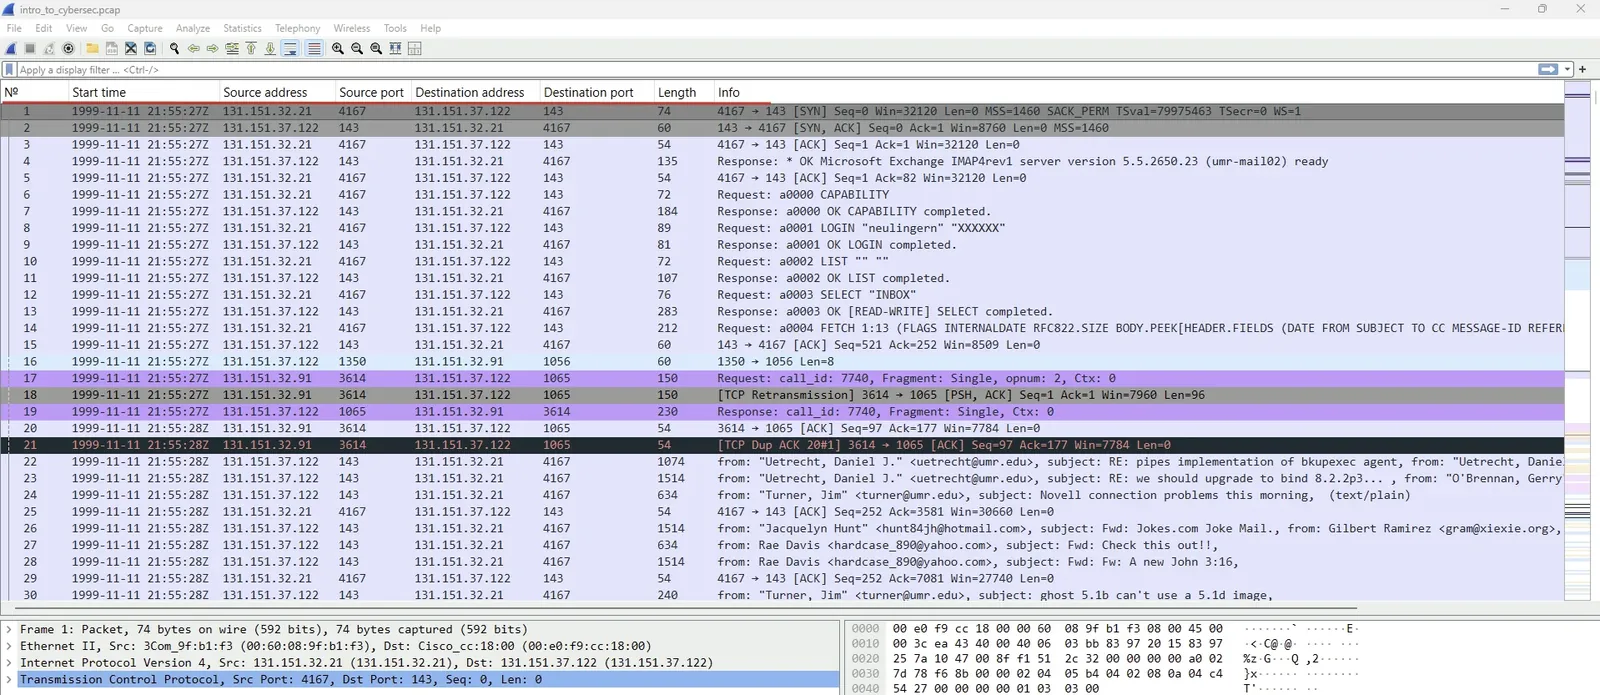 intro_to_cybersec.pcap
File Edit View Go Capture Analyze Statistics Telephony Wireless Tools Help
Apply a display filter ... <Ctrl-/>
Nº Start time Source address Source port Destination address Destination port Length Info
1 1999-11-11 21:55:27Z 131.151.32.21 4167 131.151.37.122 143 74 4167 → 143 [SYN] Seq=0 Win=32120 Len=0 MSS=1460 SACK_PERM TSval=79975463 TSecr=0 WS=1
2 1999-11-11 21:55:27Z 131.151.37.122 143 131.151.32.21 4167 60 143 → 4167 [SYN, ACK] Seq=0 Ack=1 Win=8760 Len=0 MSS=1460
3 1999-11-11 21:55:27Z 131.151.32.21 4167 131.151.37.122 143 54 4167 → 143 [ACK] Seq=1 Ack=1 Win=32120 Len=0
4 1999-11-11 21:55:27Z 131.151.37.122 143 131.151.32.21 4167 135 Response: * OK Microsoft Exchange IMAP4rev1 server version 5.5.2650.23 (umr-mail02) ready
5 1999-11-11 21:55:27Z 131.151.32.21 4167 131.151.37.122 143 54 4167 → 143 [ACK] Seq=1 Ack=82 Win=32120 Len=0
6 1999-11-11 21:55:27Z 131.151.32.21 4167 131.151.37.122 143 72 Request: a0000 CAPABILITY
7 1999-11-11 21:55:27Z 131.151.37.122 143 131.151.32.21 4167 184 Response: a0000 OK CAPABILITY completed.
8 1999-11-11 21:55:27Z 131.151.32.21 4167 131.151.37.122 143 89 Request: a0001 LOGIN "neulingern" "XXXXXX"
9 1999-11-11 21:55:27Z 131.151.37.122 143 131.151.32.21 4167 81 Response: a0001 OK LOGIN completed.
10 1999-11-11 21:55:27Z 131.151.32.21 4167 131.151.37.122 143 72 Request: a0002 LIST "" ""
11 1999-11-11 21:55:27Z 131.151.37.122 143 131.151.32.21 4167 107 Response: a0002 OK LIST completed.
12 1999-11-11 21:55:27Z 131.151.32.21 4167 131.151.37.122 143 76 Request: a0003 SELECT "INBOX"
13 1999-11-11 21:55:27Z 131.151.37.122 143 131.151.32.21 4167 283 Response: a0003 OK [READ-WRITE] SELECT completed.
14 1999-11-11 21:55:27Z 131.151.32.21 4167 131.151.37.122 143 212 Request: a0004 FETCH 1:13 (FLAGS INTERNALDATE RFC822.SIZE BODY.PEEK[HEADER.FIELDS (DATE FROM SUBJECT TO CC MESSAGE-ID REFERE
15 1999-11-11 21:55:27Z 131.151.37.122 143 131.151.32.21 4167 60 143 → 4167 [ACK] Seq=521 Ack=252 Win=8509 Len=0
16 1999-11-11 21:55:27Z 131.151.37.122 1350 131.151.32.91 1056 60 1350 → 1056 Len=8
17 1999-11-11 21:55:27Z 131.151.32.91 3614 131.151.37.122 1065 150 Request: call_id: 7740, Fragment: Single, opnum: 2, Ctx: 0
18 1999-11-11 21:55:27Z 131.151.32.91 3614 131.151.37.122 1065 150 [TCP Retransmission] 3614 → 1065 [PSH, ACK] Seq=1 Ack=1 Win=7960 Len=96
19 1999-11-11 21:55:27Z 131.151.37.122 1065 131.151.32.91 3614 230 Response: call_id: 7740, Fragment: Single, Ctx: 0
20 1999-11-11 21:55:28Z 131.151.32.91 3614 131.151.37.122 1065 54 3614 → 1065 [ACK] Seq=97 Ack=177 Win=7784 Len=0
21 1999-11-11 21:55:28Z 131.151.32.91 3614 131.151.37.122 1065 54 [TCP Dup ACK 20#1] 3614 → 1065 [ACK] Seq=97 Ack=177 Win=7784 Len=0
22 1999-11-11 21:55:28Z 131.151.37.122 143 131.151.32.21 4167 1074 from: "Uetrecht, Daniel J." <uetrecht@umr.edu>, subject: RE: pipes implementation of bkupexec agent, from: "Uetrecht, Danie
23 1999-11-11 21:55:28Z 131.151.37.122 143 131.151.32.21 4167 1514 from: "Uetrecht, Daniel J." <uetrecht@umr.edu>, subject: RE: we should upgrade to bind 8.2.2p3... , from: "O'Brennan, Gerry
24 1999-11-11 21:55:28Z 131.151.37.122 143 131.151.32.21 4167 634 from: "Turner, Jim" <turner@umr.edu>, subject: Novell connection problems this morning, (text/plain)
25 1999-11-11 21:55:28Z 131.151.32.21 4167 131.151.37.122 143 54 4167 → 143 [ACK] Seq=252 Ack=3581 Win=30660 Len=0
26 1999-11-11 21:55:28Z 131.151.37.122 143 131.151.32.21 4167 1514 from: "Jacquelyn Hunt" <hunt84jh@hotmail.com>, subject: Fwd: Jokes.com Joke Mail., from: Gilbert Ramirez <gram@xiexie.org>,
27 1999-11-11 21:55:28Z 131.151.37.122 143 131.151.32.21 4167 634 from: Rae Davis <hardcase_890@yahoo.com>, subject: Fwd: Check this out!!,
28 1999-11-11 21:55:28Z 131.151.37.122 143 131.151.32.21 4167 1514 from: Rae Davis <hardcase_890@yahoo.com>, subject: Fwd: Fw: A new John 3:16,
29 1999-11-11 21:55:28Z 131.151.32.21 4167 131.151.37.122 143 54 4167 → 143 [ACK] Seq=252 Ack=7081 Win=27740 Len=0
30 1999-11-11 21:55:28Z 131.151.37.122 143 131.151.32.21 4167 240 from: "Turner, Jim" <turner@umr.edu>, subject: ghost 5.1b can't use a 5.1d image,
Frame 1: Packet, 74 bytes on wire (592 bits), 74 bytes captured (592 bits)
Ethernet II, Src: 3Com_9f:b1:f3 (00:60:08:9f:b1:f3), Dst: Cisco_cc:18:00 (00:e0:f9:cc:18:00)
Internet Protocol Version 4, Src: 131.151.32.21 (131.151.32.21), Dst: 131.151.37.122 (131.151.37.122)
Transmission Control Protocol, Src Port: 4167, Dst Port: 143, Seq: 0, Len: 0
0000 00 e0 f9 cc 18 00 00 60 08 9f b1 f3 08 00 45 00 ·······` ······E·
0010 00 3c ea 43 40 00 40 06 03 bb 83 97 20 15 83 97 ·<·C@·@· ···· ···
0020 25 7a 10 47 00 8f f1 51 2c 32 00 00 00 00 a0 02 %z·G···Q ,2······
0030 7d 78 f6 8b 00 00 02 04 05 b4 04 02 08 0a 04 c4 }x······ ········
0040 54 27 00 00 00 00 01 03 03 00 T'······ ··